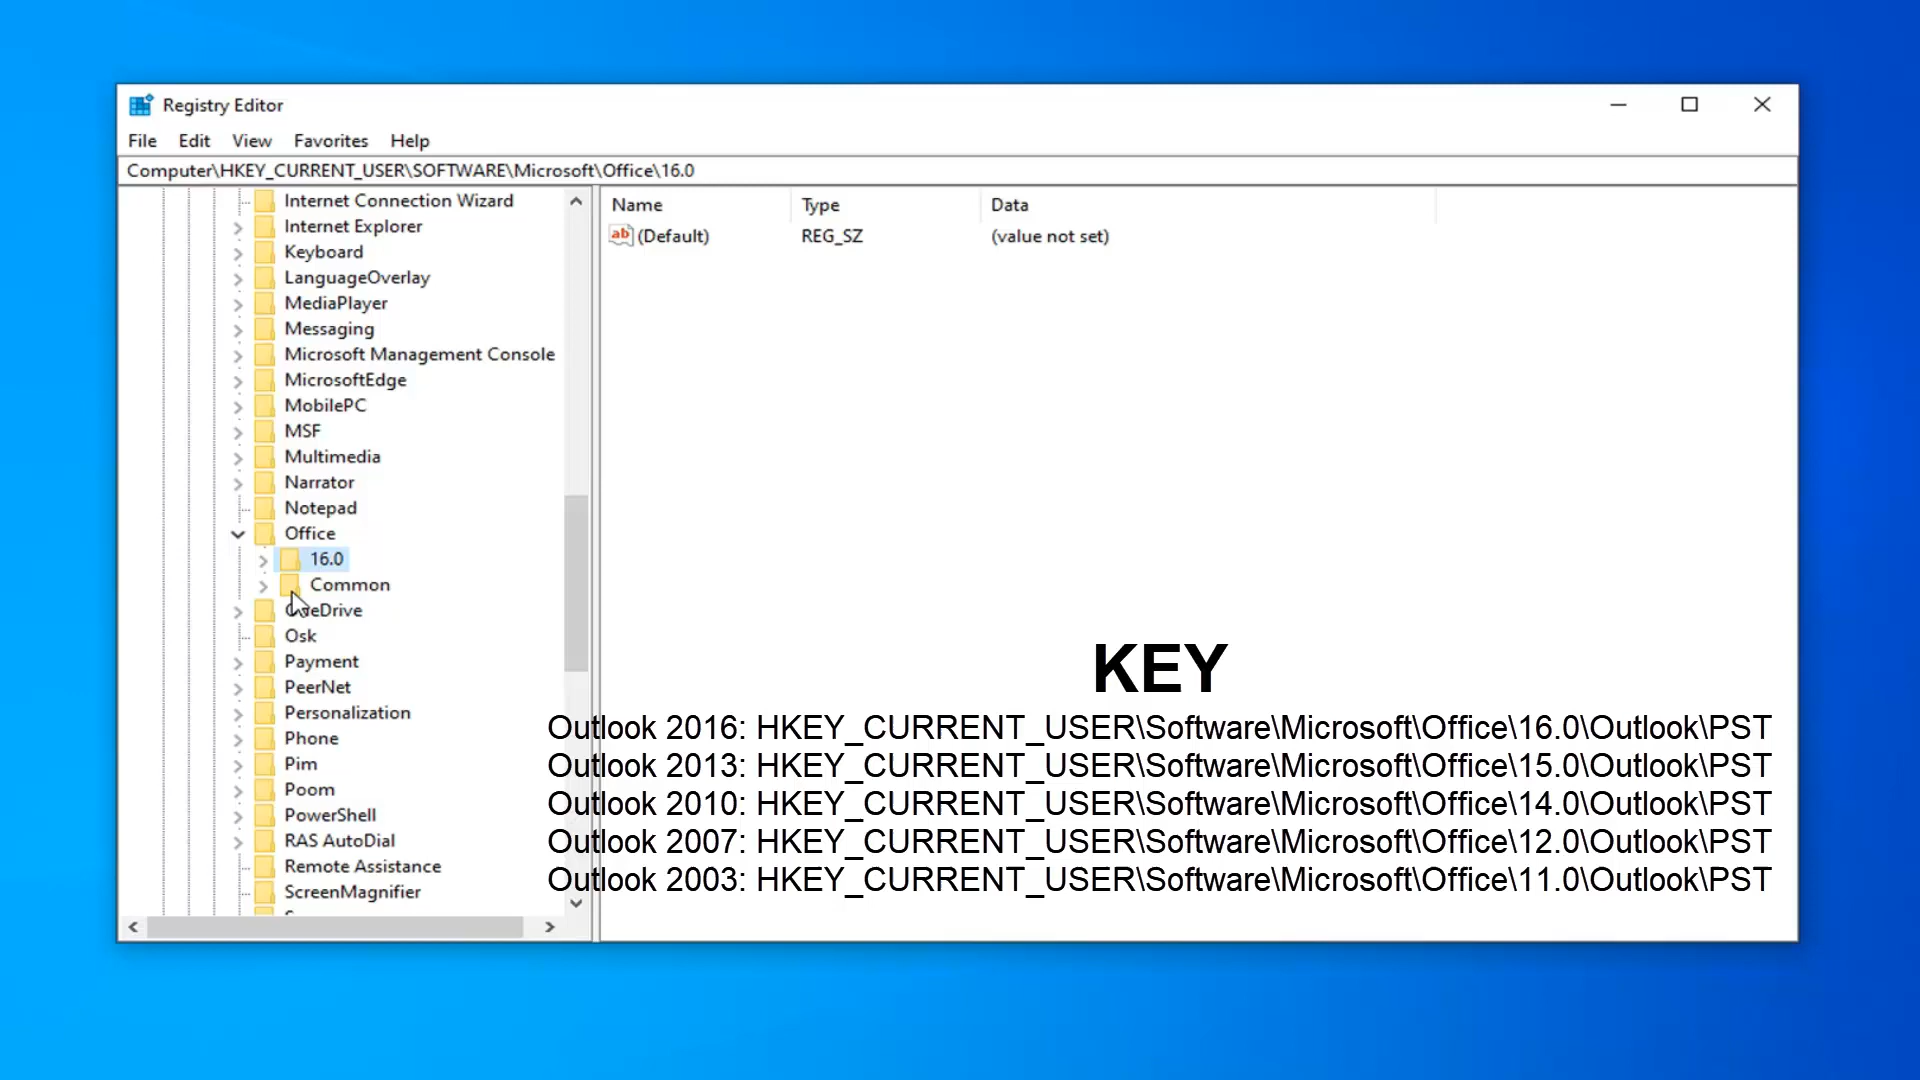 Registry Editor
File Edit View Favorites Help
Computer\HKEY_CURRENT_USER\SOFTWARE\Microsoft\Office\16.0
Internet Connection Wizard
Internet Explorer
Keyboard
LanguageOverlay
MediaPlayer
Messaging
Microsoft Management Console
MicrosoftEdge
MobilePC
MSF
Multimedia
Narrator
Notepad
Office
16.0
Common
OneDrive
Osk
Payment
PeerNet
Personalization
Phone
Pim
Poom
PowerShell
RAS AutoDial
Remote Assistance
ScreenMagnifier
Name Type Data
ab (Default) REG_SZ (value not set)
KEY
Outlook 2016: HKEY_CURRENT_USER\Software\Microsoft\Office\16.0\Outlook\PST
Outlook 2013: HKEY_CURRENT_USER\Software\Microsoft\Office\15.0\Outlook\PST
Outlook 2010: HKEY_CURRENT_USER\Software\Microsoft\Office\14.0\Outlook\PST
Outlook 2007: HKEY_CURRENT_USER\Software\Microsoft\Office\12.0\Outlook\PST
Outlook 2003: HKEY_CURRENT_USER\Software\Microsoft\Office\11.0\Outlook\PST